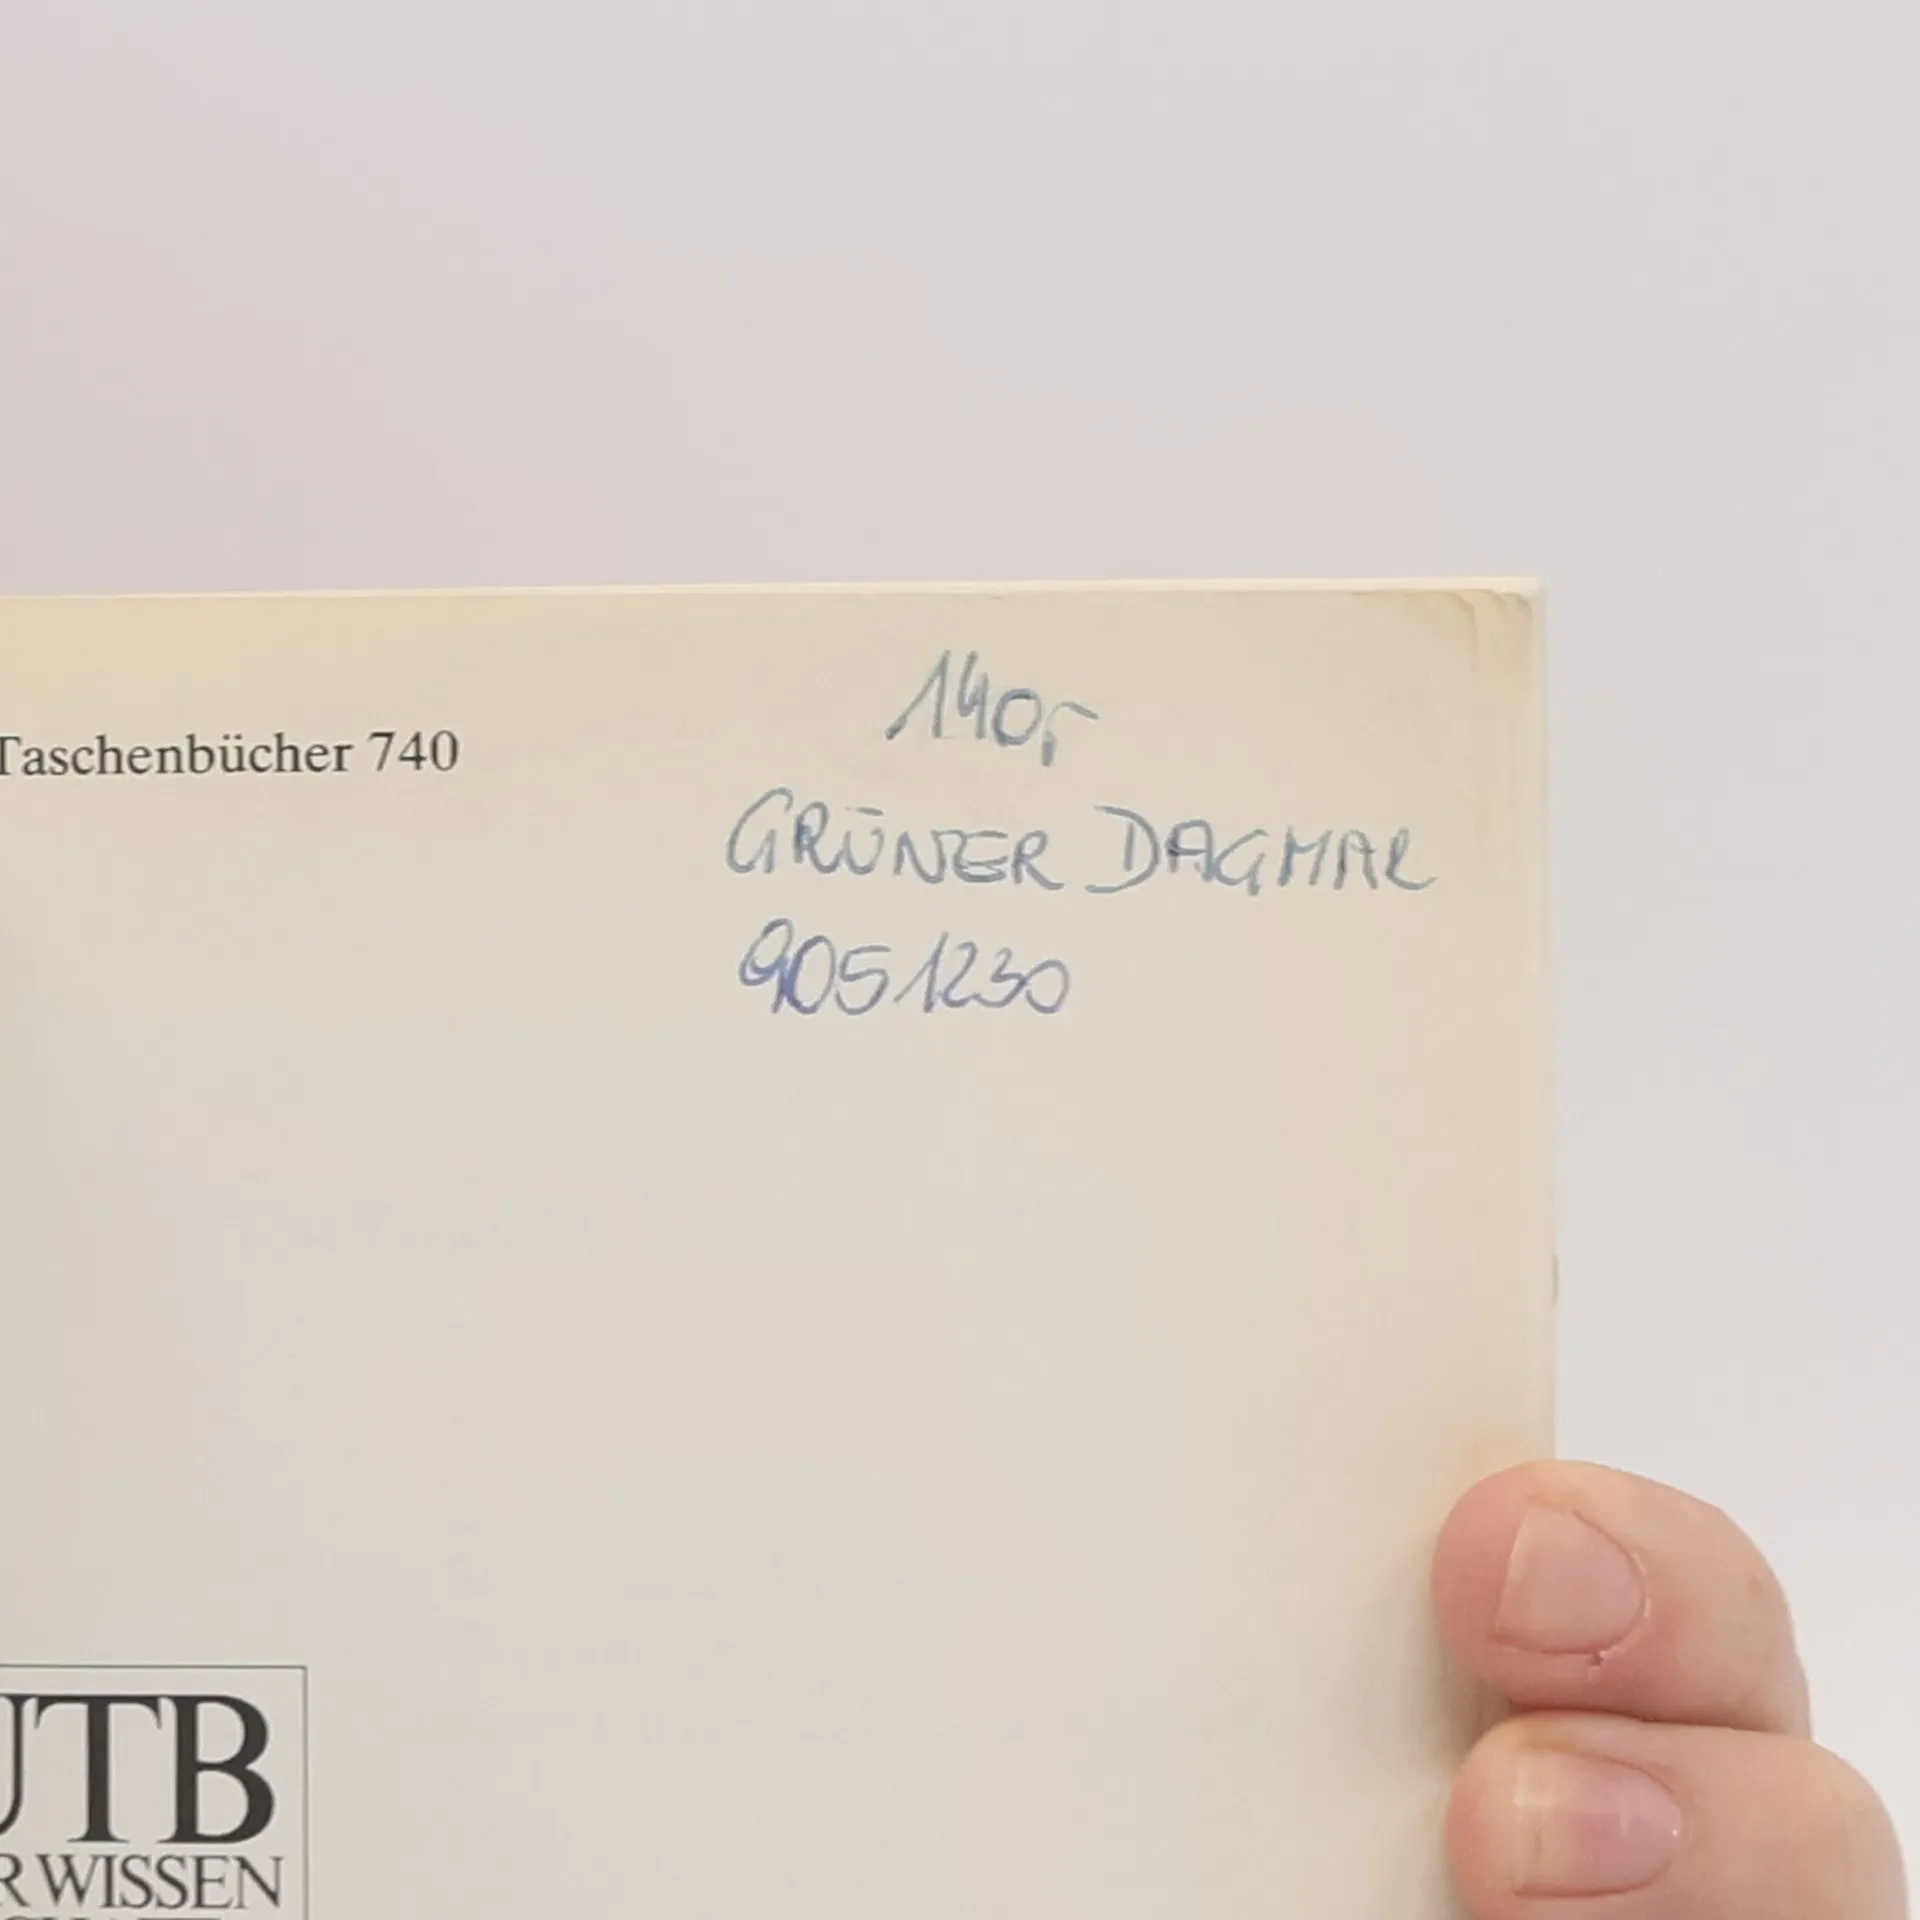 140,-
GRÜNER DAGMAR
Taschenbücher 740
9051230
UTB
R WISSEN